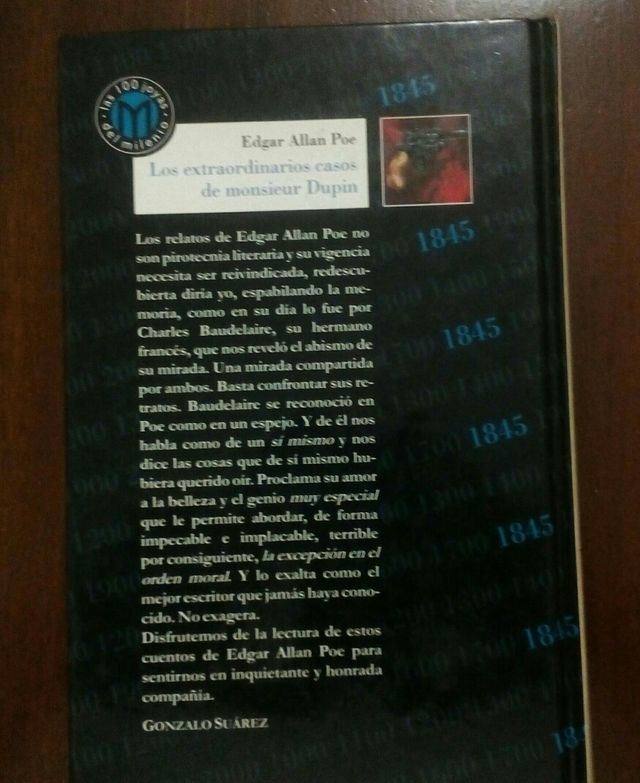 las 100 joyas
del milenio
1845
Edgar Allan Poe
Los extraordinarios casos
de monsieur Dupin
Los relatos de Edgar Allan Poe no
son pirotecnia literaria y su vigencia
necesita ser reivindicada, redescu-
bierta diría yo, espabilando la me-
moria, como en su día lo fue por
Charles Baudelaire, su hermano
francés, que nos reveló el abismo de
su mirada. Una mirada compartida
por ambos. Basta confrontar sus re-
tratos. Baudelaire se reconoció en
Poe como en un espejo. Y de él nos
habla como de un sí mismo y nos
dice las cosas que de sí mismo hu-
biera querido oír. Proclama su amor
a la belleza y el genio muy especial
que le permite abordar, de forma
impecable e implacable, terrible
por consiguiente, la excepción en el
orden moral. Y lo exalta como el
mejor escritor que jamás haya cono-
cido. No exagera.
Disfrutemos de la lectura de estos
cuentos de Edgar Allan Poe para
sentirnos en inquietante y honrada
compañía.
GONZALO SUÁREZ
1845
1845
1845
1845
1845